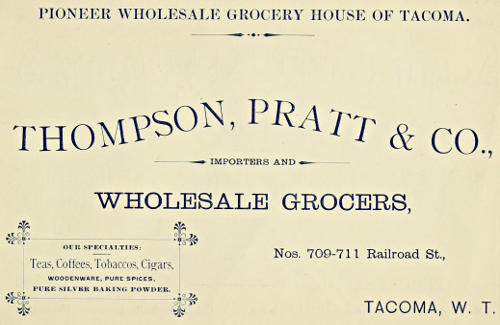 PIONEER WHOLESALE GROCERY HOUSE OF TACOMA.
THOMPSON, PRATT & CO.,
IMPORTERS AND
WHOLESALE GROCERS,
OUR SPECIALTIES:
Teas, Coffees, Tobaccos, Cigars,
WOODENWARE, PURE SPICES,
PURE SILVER BAKING POWDER.
Nos. 709-711 Railroad St.,
TACOMA, W. T.